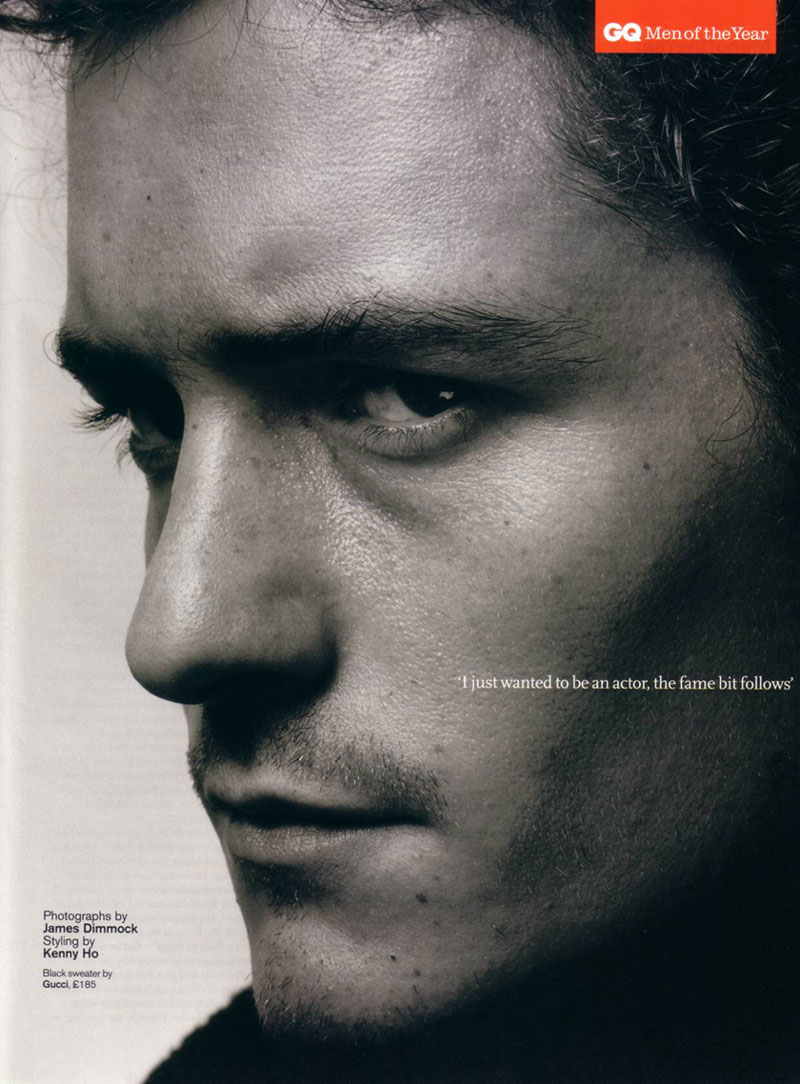 GQ Men of the Year
‘I just wanted to be an actor, the fame bit follows’
Photographs by
James Dimmock
Styling by
Kenny Ho
Black sweater by
Gucci, £185